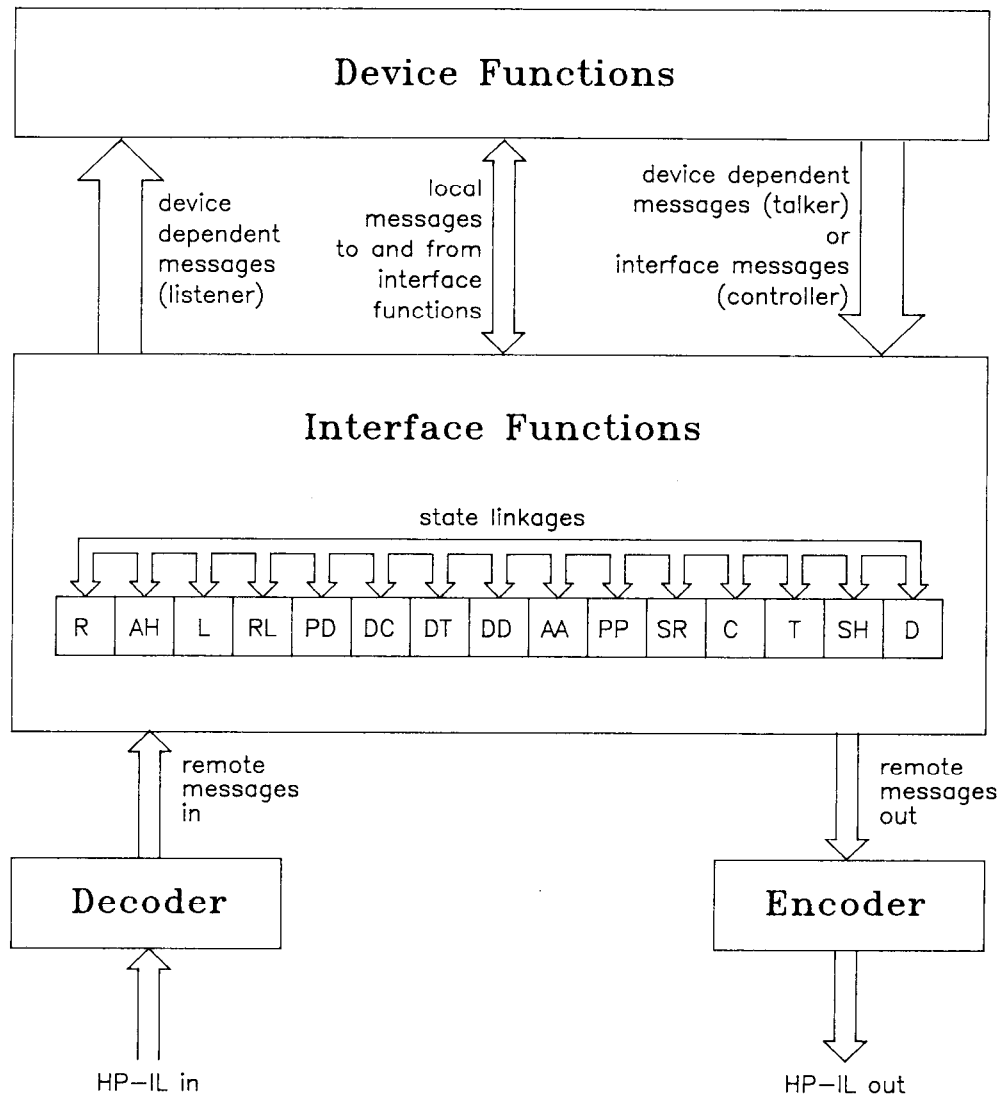 Device Functions
device
dependent
messages
(listener)
local
messages
to and from
interface
functions
device dependent
messages (talker)
or
interface messages
(controller)
Interface Functions
state linkages
R AH L RL PD DC DT DD AA PP SR C T SH D
remote
messages
in
remote
messages
out
Decoder
Encoder
HP-IL in
HP-IL out